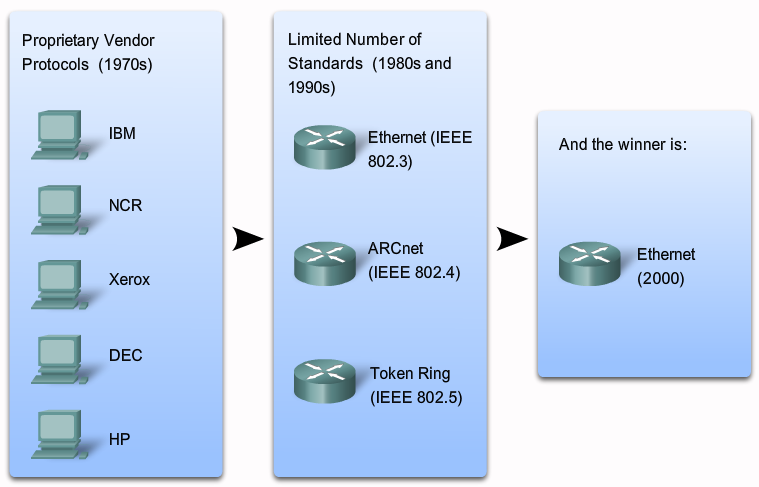 Proprietary Vendor
Protocols (1970s)
IBM
NCR
Xerox
DEC
HP
Limited Number of
Standards (1980s and
1990s)
Ethernet (IEEE
802.3)
ARCnet
(IEEE 802.4)
Token Ring
(IEEE 802.5)
And the winner is:
Ethernet
(2000)